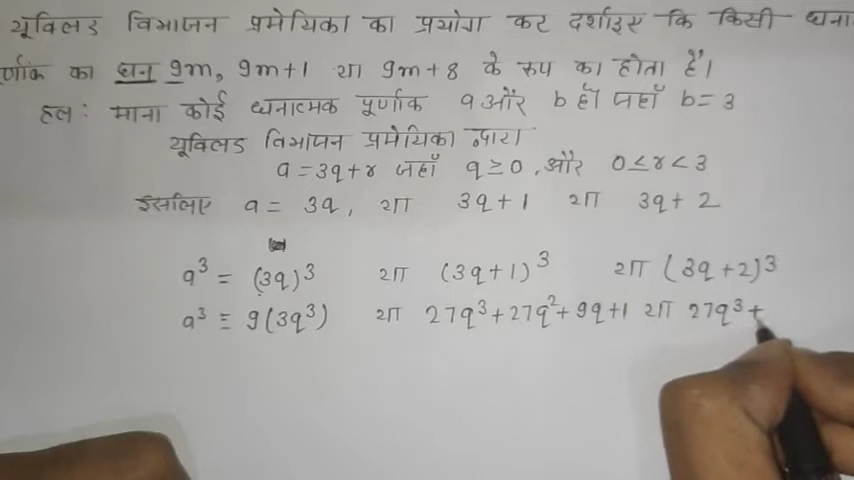 यूक्लिड विभाजन प्रमेयिका का प्रयोग कर दर्शाइए कि किसी धना
र्णांक का घन 9m, 9m+1 या 9m+8 के रूप का होता है।
हल: माना कोई धनात्मक पूर्णांक a और b हैं जहाँ b=3
यूक्लिड विभाजन प्रमेयिका द्वारा
a=3q+r जहाँ q≥0, और 0≤r<3
इसलिए a= 3q, या 3q+1 या 3q+2
a³ = (3q)³ या (3q+1)³ या (3q+2)³
a³ = 9(3q³) या 27q³+27q²+9q+1 या 27q³+